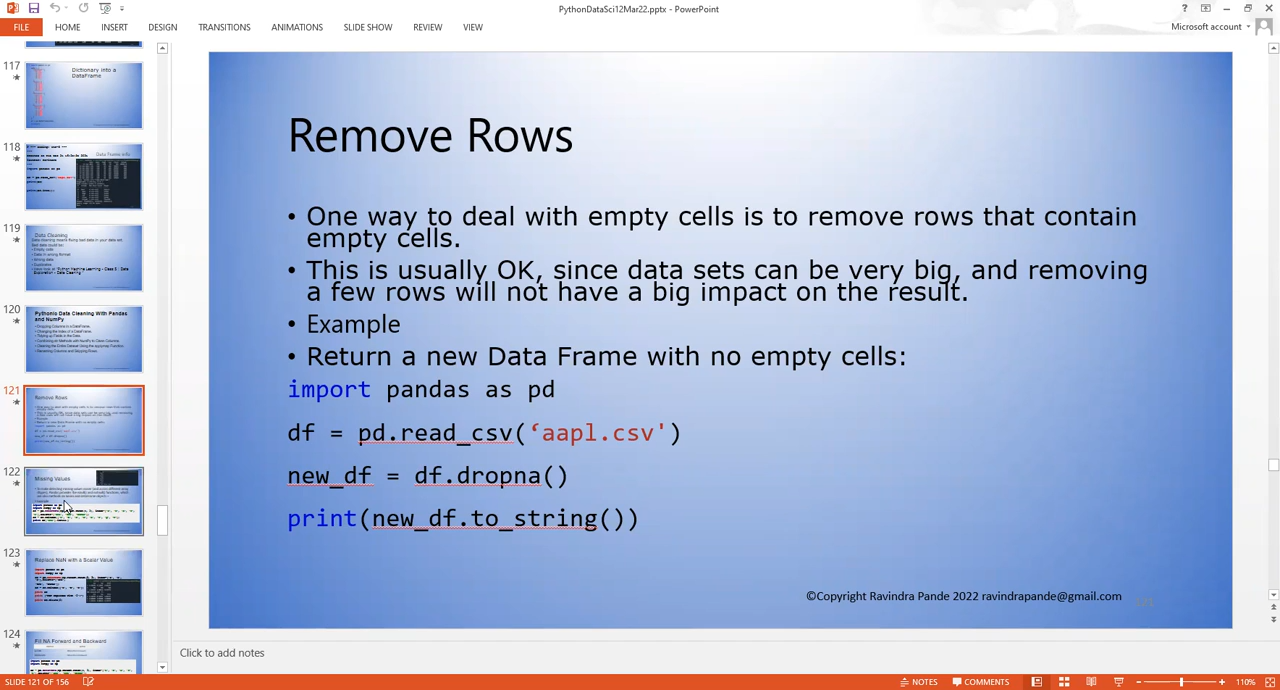 PythonDataSci12Mar22.pptx - PowerPoint
FILE HOME INSERT DESIGN TRANSITIONS ANIMATIONS SLIDE SHOW REVIEW VIEW
Microsoft account
117
Dictionary into a
DataFrame
118
Data Frame Info
119
Data Cleaning
120
Pythonic Data Cleaning With Pandas
and NumPy
121
Remove Rows
122
Missing Values
123
Replace NaN with a Scalar Value
124
Fill NA Forward and Backward
Remove Rows
• One way to deal with empty cells is to remove rows that contain
empty cells.
• This is usually OK, since data sets can be very big, and removing
a few rows will not have a big impact on the result.
• Example
• Return a new Data Frame with no empty cells:
import pandas as pd
df = pd.read_csv(‘aapl.csv')
new_df = df.dropna()
print(new_df.to_string())
©Copyright Ravindra Pande 2022 ravindrapande@gmail.com
121
Click to add notes
SLIDE 121 OF 156
NOTES COMMENTS
110%